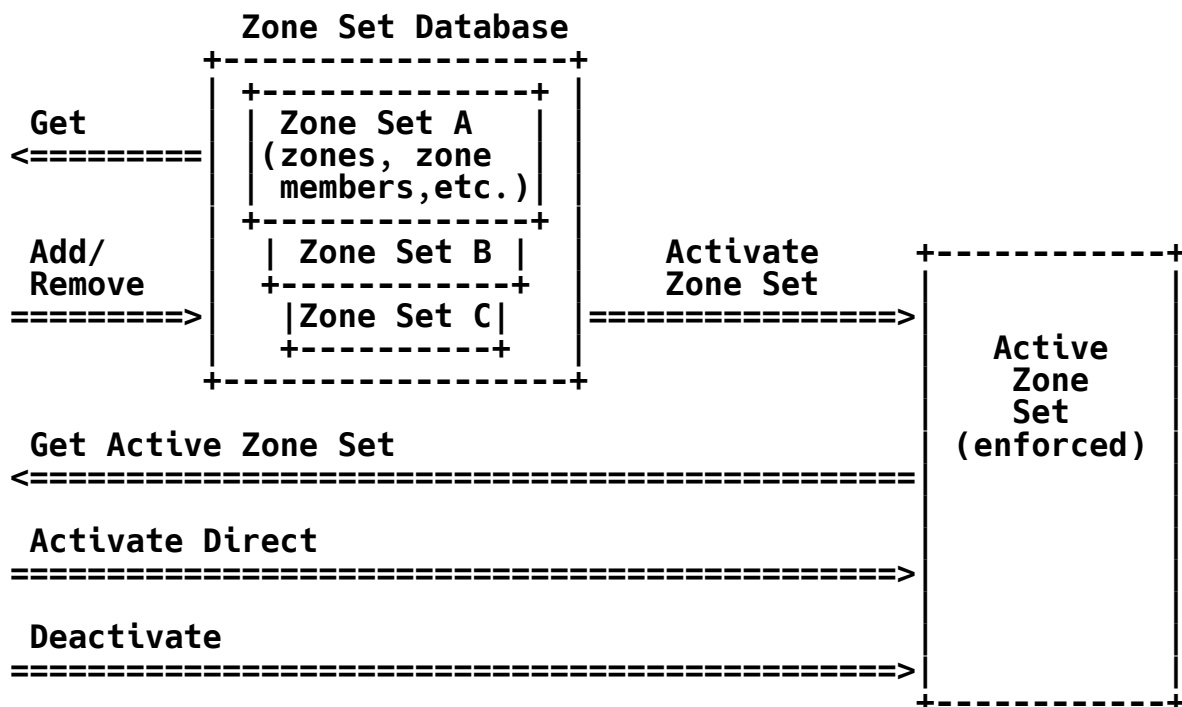 Zone Set Database
+------------------+
| +--------------+ |
Get | | Zone Set A | |
<=========| |(zones, zone | |
| | members,etc.)| |
| +--------------+ |
Add/ | | Zone Set B | | Activate +------------+
Remove | +------------+ | Zone Set | |
=========>| |Zone Set C| |================>| |
| +----------+ | | Active |
+------------------+ | Zone |
| Set |
Get Active Zone Set | (enforced) |
<==============================================| |
| |
Activate Direct | |
==============================================>| |
| |
Deactivate | |
==============================================>| |
+------------+